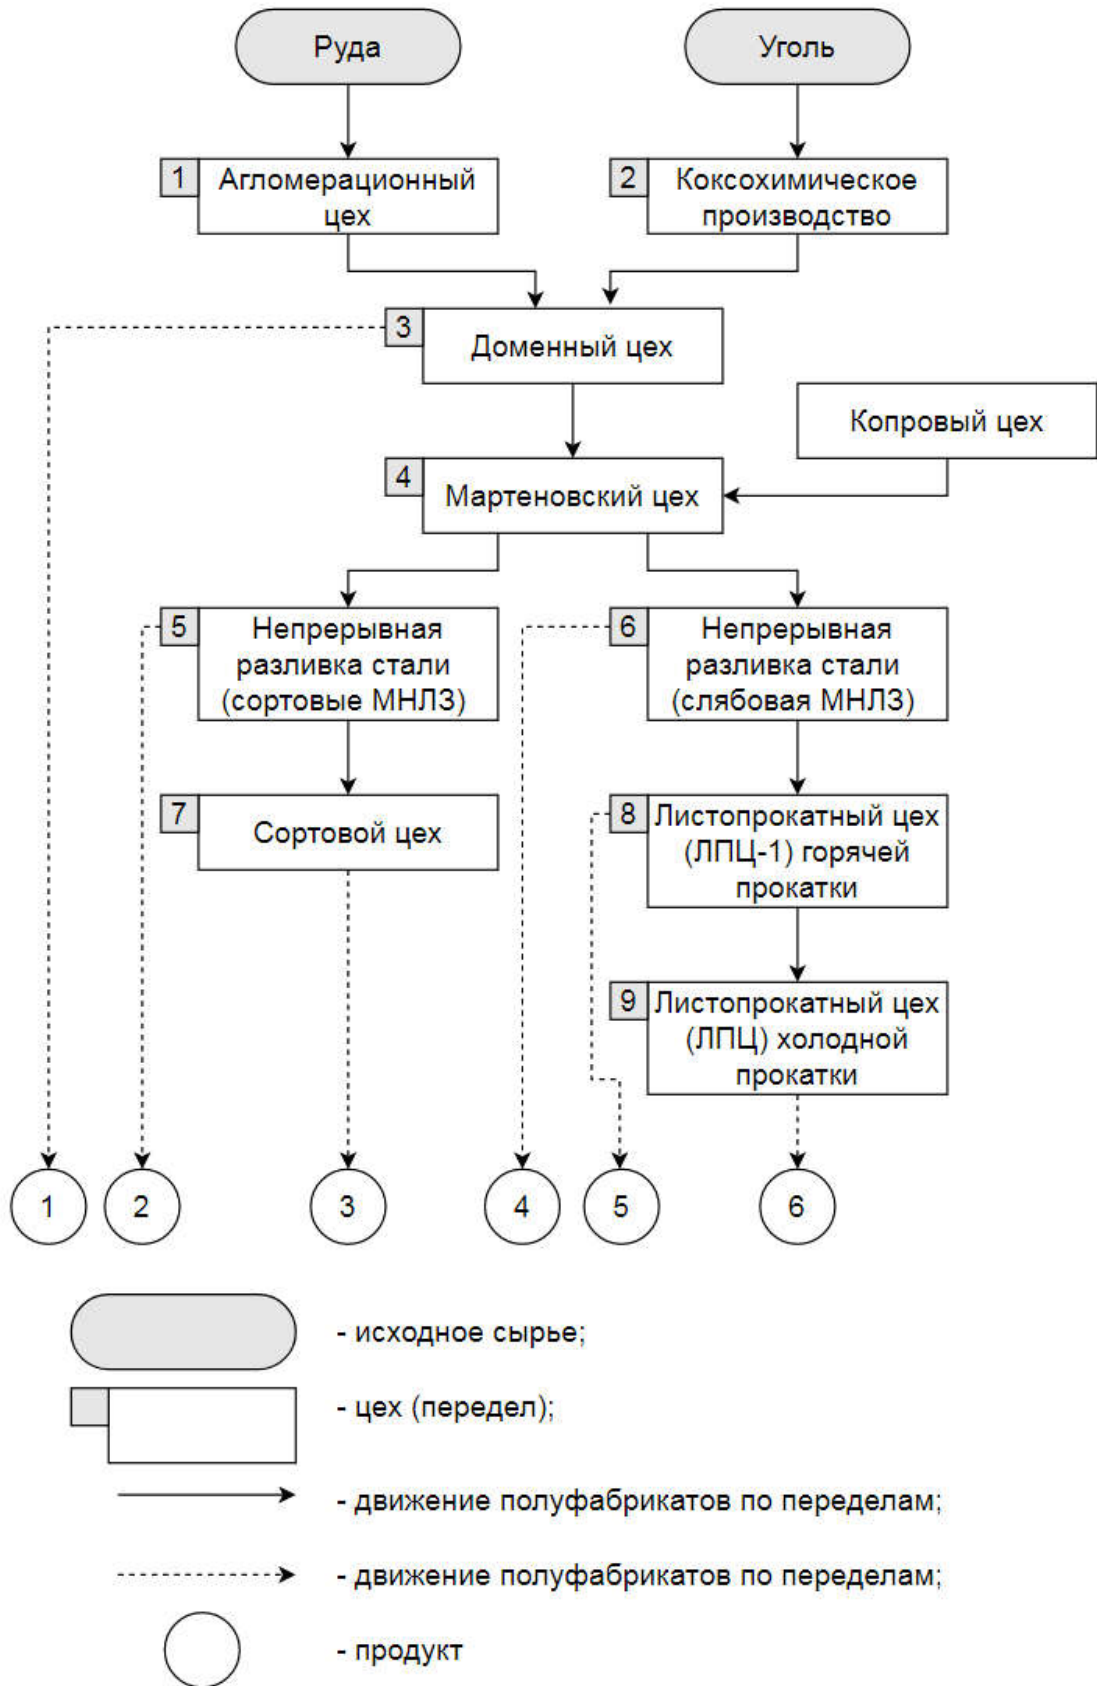 Руда
Уголь
1
Агломерационный
цех
2
Коксохимическое
производство
3
Доменный цех
Копровый цех
4
Мартеновский цех
5
Непрерывная
разливка стали
(сортовые МНЛЗ)
6
Непрерывная
разливка стали
(слябовая МНЛЗ)
7
Сортовой цех
8
Листопрокатный цех
(ЛПЦ-1) горячей
прокатки
9
Листопрокатный цех
(ЛПЦ) холодной
прокатки
1
2
3
4
5
6
- исходное сырье;
- цех (передел);
- движение полуфабрикатов по переделам;
- движение полуфабрикатов по переделам;
- продукт